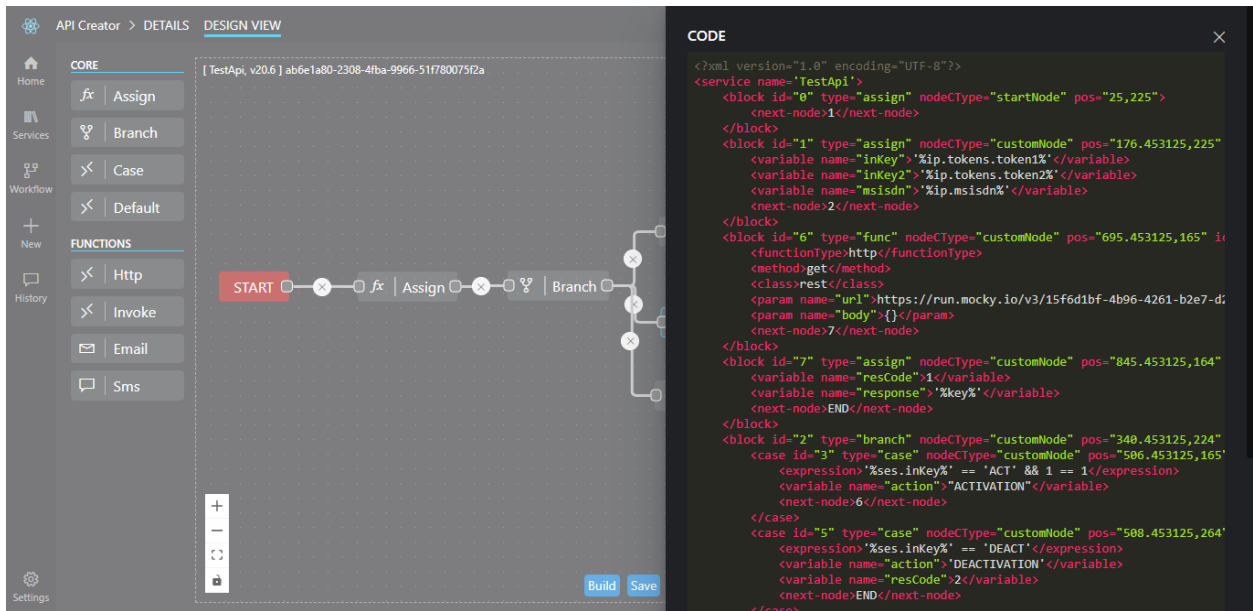 API Creator > DETAILS DESIGN VIEW
Home
Services
Workflow
New
History
Settings
CORE
fx Assign
Branch
Case
Default
FUNCTIONS
Http
Invoke
Email
Sms
[ TestApi, v20.6 ] ab6e1a80-2308-4fba-9966-51f780075f2a
START
fx Assign
Branch
Build Save
CODE
<?xml version="1.0" encoding="UTF-8"?>
<service name='TestApi'>
<block id="0" type="assign" nodeCType="startNode" pos="25,225">
<next-node>1</next-node>
</block>
<block id="1" type="assign" nodeCType="customNode" pos="176.453125,225"
<variable name="inKey">'%ip.tokens.token1%'</variable>
<variable name="inKey2">'%ip.tokens.token2%'</variable>
<variable name="msisdn">'%ip.msisdn%'</variable>
<next-node>2</next-node>
</block>
<block id="6" type="func" nodeCType="customNode" pos="695.453125,165" i
<functionType>http</functionType>
<method>get</method>
<class>rest</class>
<param name="url">https://run.mocky.io/v3/15f6d1bf-4b96-4261-b2e7-d2
<param name="body">{}</param>
<next-node>7</next-node>
</block>
<block id="7" type="assign" nodeCType="customNode" pos="845.453125,164"
<variable name="resCode">1</variable>
<variable name="response">'%key%'</variable>
<next-node>END</next-node>
</block>
<block id="2" type="branch" nodeCType="customNode" pos="340.453125,224"
<case id="3" type="case" nodeCType="customNode" pos="506.453125,165"
<expression>'%ses.inKey%' == 'ACT' && 1 == 1</expression>
<variable name="action">"ACTIVATION"</variable>
<next-node>6</next-node>
</case>
<case id="5" type="case" nodeCType="customNode" pos="508.453125,264"
<expression>'%ses.inKey%' == 'DEACT'</expression>
<variable name="action">'DEACTIVATION'</variable>
<variable name="resCode">2</variable>
<next-node>END</next-node>
</case>